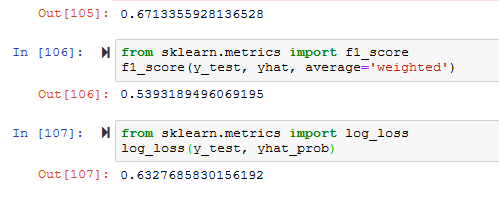 Out[105]: 0.6713355928136528
In [106]: from sklearn.metrics import f1_score
f1_score(y_test, yhat, average='weighted')
Out[106]: 0.5393189496069195
In [107]: from sklearn.metrics import log_loss
log_loss(y_test, yhat_prob)
Out[107]: 0.6327685830156192